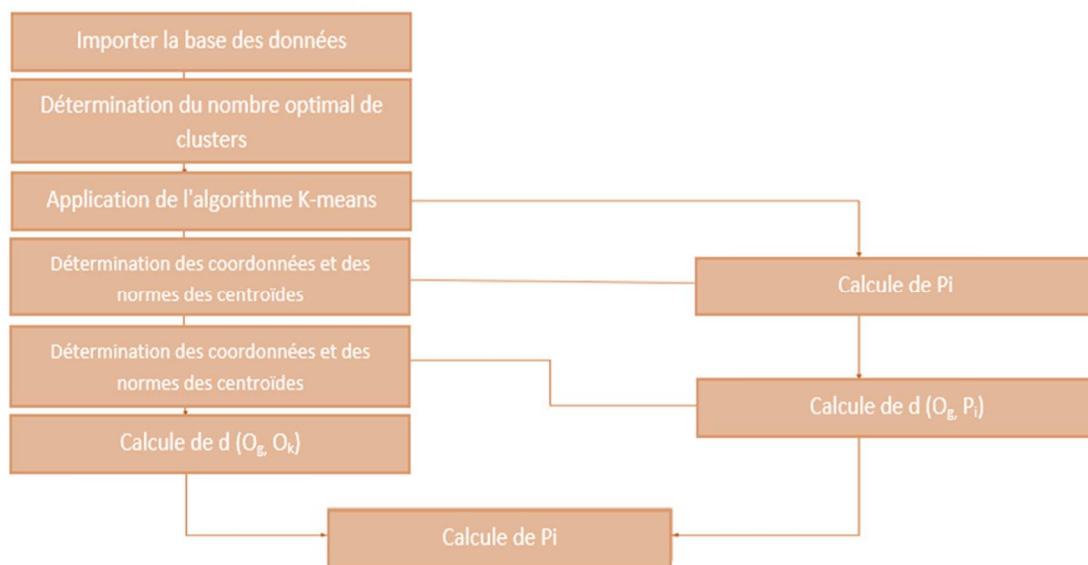 Importer la base des données
Détermination du nombre optimal de
clusters
Application de l'algorithme K-means
Détermination des coordonnées et des
normes des centroïdes
Calcule de Pi
Détermination des coordonnées et des
normes des centroïdes
Calcule de d (Og, Pi)
Calcule de d (Og, Ok)
Calcule de Pi